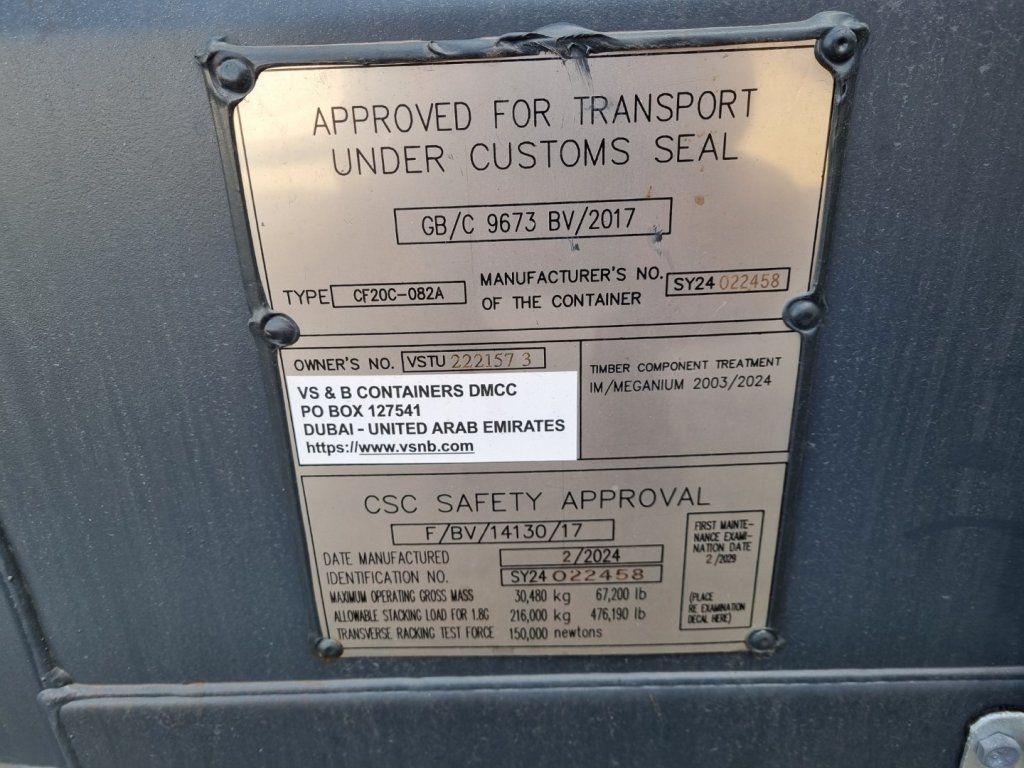 APPROVED FOR TRANSPORT
UNDER CUSTOMS SEAL
GB/C 9673 BV/2017
TYPE CF20C-082A
MANUFACTURER'S NO. SY24 022458
OF THE CONTAINER
OWNER'S NO. VSTU 222157 3
VS & B CONTAINERS DMCC
PO BOX 127541
DUBAI - UNITED ARAB EMIRATES
https://www.vsnb.com
TIMBER COMPONENT TREATMENT
IM/MEGANIUM 2003/2024
CSC SAFETY APPROVAL
F/BV/14130/17
DATE MANUFACTURED 2/2024
IDENTIFICATION NO. SY24 022458
MAXIMUM OPERATING GROSS MASS 30,480 kg 67,200 lb
ALLOWABLE STACKING LOAD FOR 1.8G 216,000 kg 476,190 lb
TRANSVERSE RACKING TEST FORCE 150,000 newtons
FIRST MAINTE-
NANCE EXAMI-
NATION DATE
2/2029
(PLACE
RE EXAMINATION
DECAL HERE)